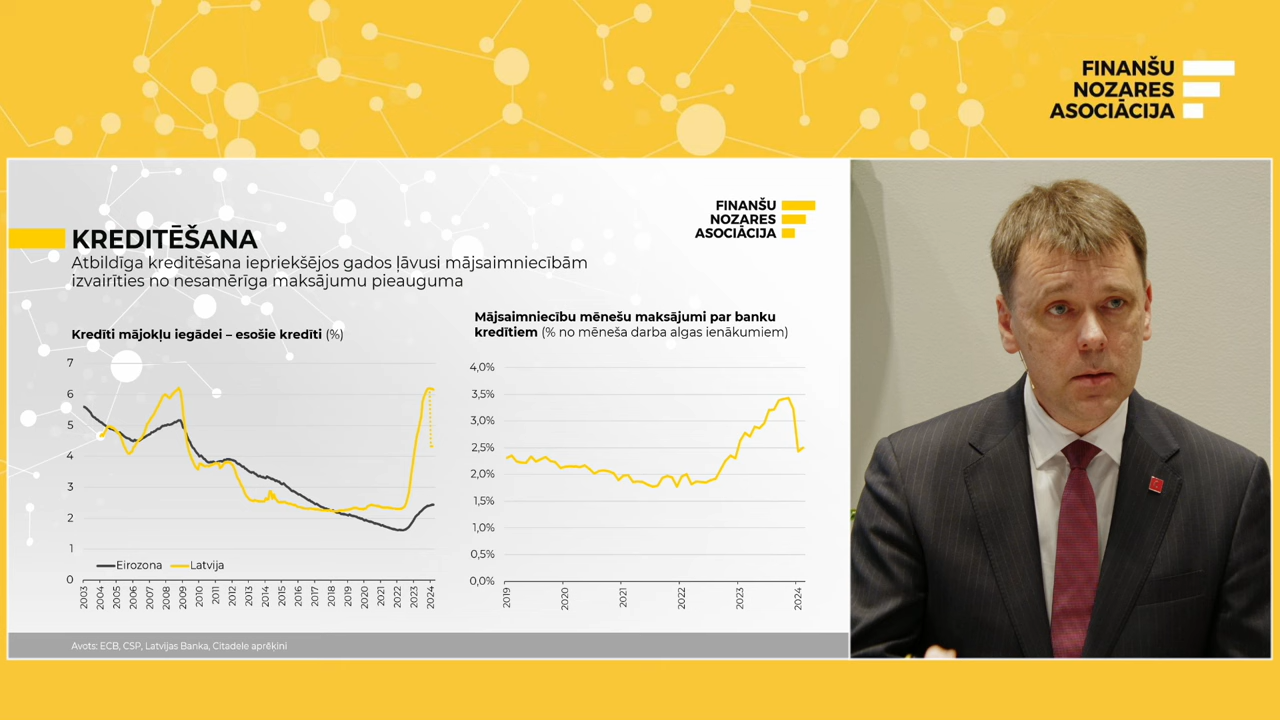 FINANŠU
NOZARES
ASOCIĀCIJA
FINANŠU
NOZARES
ASOCIĀCIJA
KREDITĒŠANA
Atbildīga kreditēšana iepriekšējos gados ļāvusi mājsaimniecībām
izvairīties no nesamērīga maksājumu pieauguma
Kredīti mājokļu iegādei – esošie kredīti (%)
7
6
5
4
3
2
1
0
Eirozona
Latvija
2003 2004 2005 2006 2007 2008 2009 2010 2011 2012 2013 2014 2015 2016 2017 2018 2019 2020 2021 2022 2023 2024
Mājsaimniecību mēnešu maksājumi par banku
kredītiem (% no mēneša darba algas ienākumiem)
4,0%
3,5%
3,0%
2,5%
2,0%
1,5%
1,0%
0,5%
0,0%
2019 2020 2021 2022 2023 2024
Avots: ECB, CSP, Latvijas Banka, Citadele aprēķini